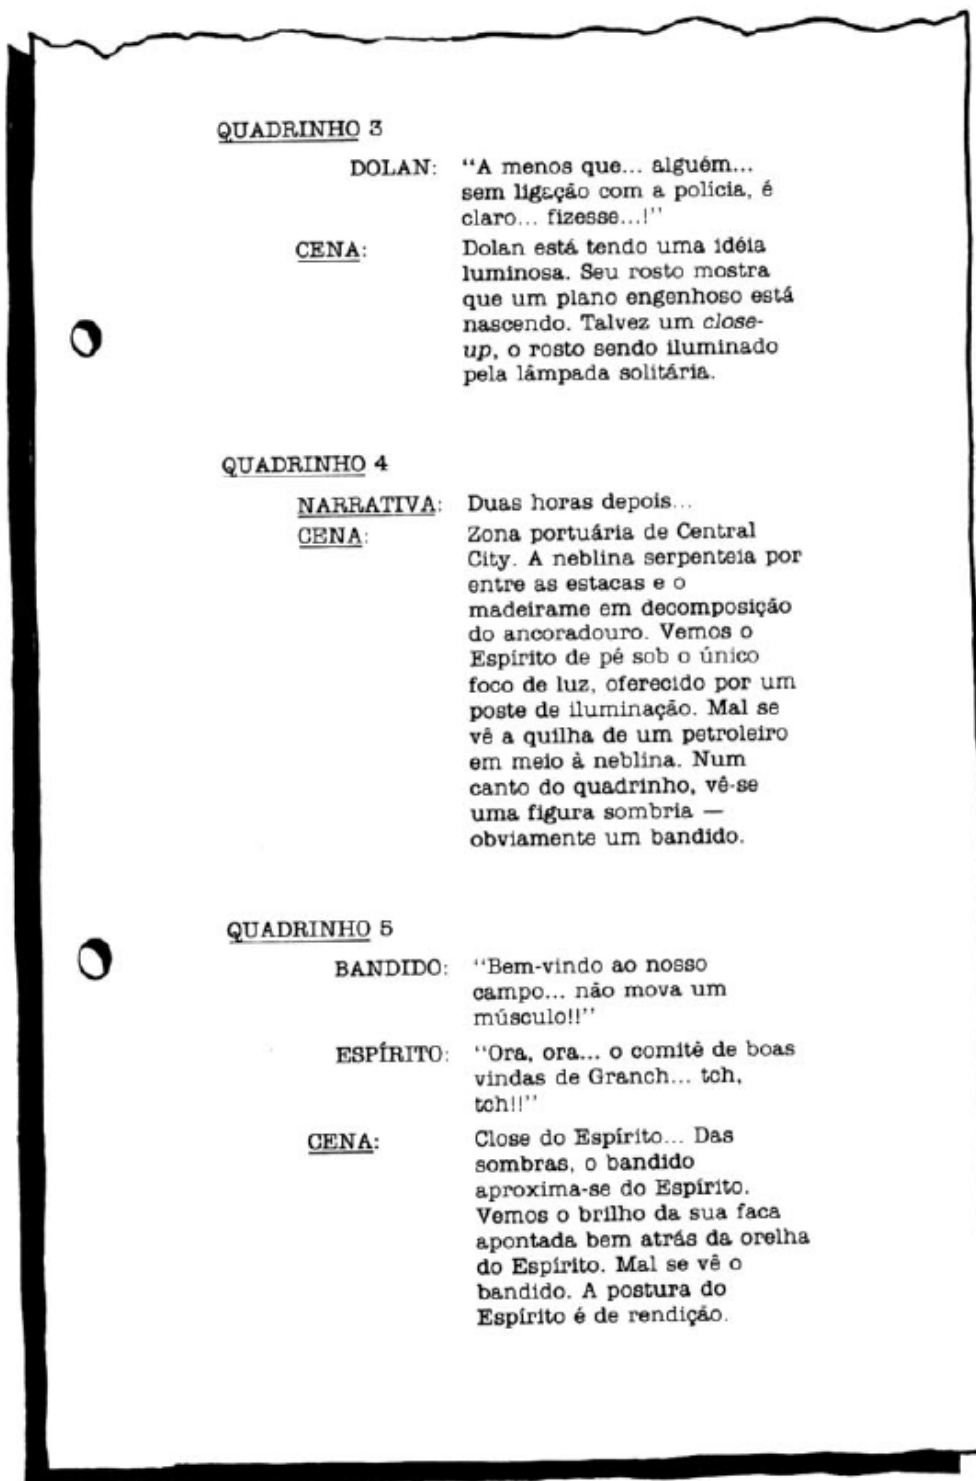 QUADRINHO 3
DOLAN: “A menos que... alguém...
sem ligação com a polícia, é
claro... fizesse...!”
CENA: Dolan está tendo uma idéia
luminosa. Seu rosto mostra
que um plano engenhoso está
nascendo. Talvez um close-
up, o rosto sendo iluminado
pela lâmpada solitária.
QUADRINHO 4
NARRATIVA: Duas horas depois...
CENA: Zona portuária de Central
City. A neblina serpenteia por
entre as estacas e o
madeirame em decomposição
do ancoradouro. Vemos o
Espírito de pé sob o único
foco de luz, oferecido por um
poste de iluminação. Mal se
vê a quilha de um petroleiro
em meio à neblina. Num
canto do quadrinho, vê-se
uma figura sombria —
obviamente um bandido.
QUADRINHO 5
BANDIDO: “Bem-vindo ao nosso
campo... não mova um
músculo!!”
ESPÍRITO: “Ora, ora... o comitê de boas
vindas de Granch... tch,
tch!!”
CENA: Close do Espírito... Das
sombras, o bandido
aproxima-se do Espírito.
Vemos o brilho da sua faca
apontada bem atrás da orelha
do Espírito. Mal se vê o
bandido. A postura do
Espírito é de rendição.